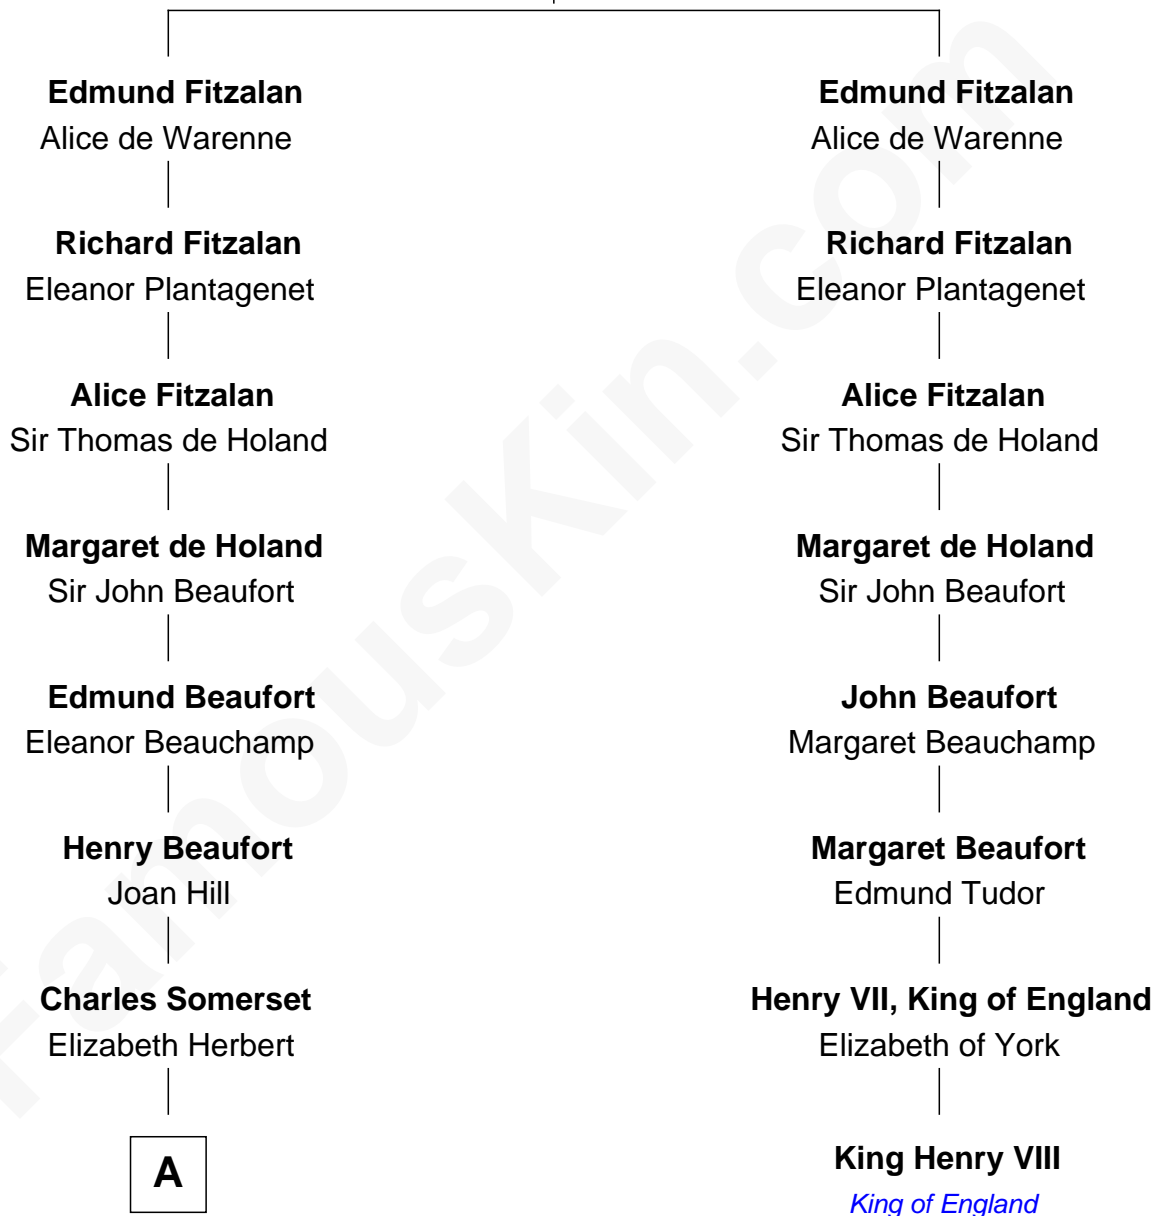 Edmund Fitzalan
Alice de Warenne
Richard Fitzalan
Eleanor Plantagenet
Alice Fitzalan
Sir Thomas de Holand
Margaret de Holand
Sir John Beaufort
Edmund Beaufort
Eleanor Beauchamp
Henry Beaufort
Joan Hill
Charles Somerset
Elizabeth Herbert
A
Edmund Fitzalan
Alice de Warenne
Richard Fitzalan
Eleanor Plantagenet
Alice Fitzalan
Sir Thomas de Holand
Margaret de Holand
Sir John Beaufort
John Beaufort
Margaret Beauchamp
Margaret Beaufort
Edmund Tudor
Henry VII, King of England
Elizabeth of York
King Henry VIII
King of England
FamousKin.com